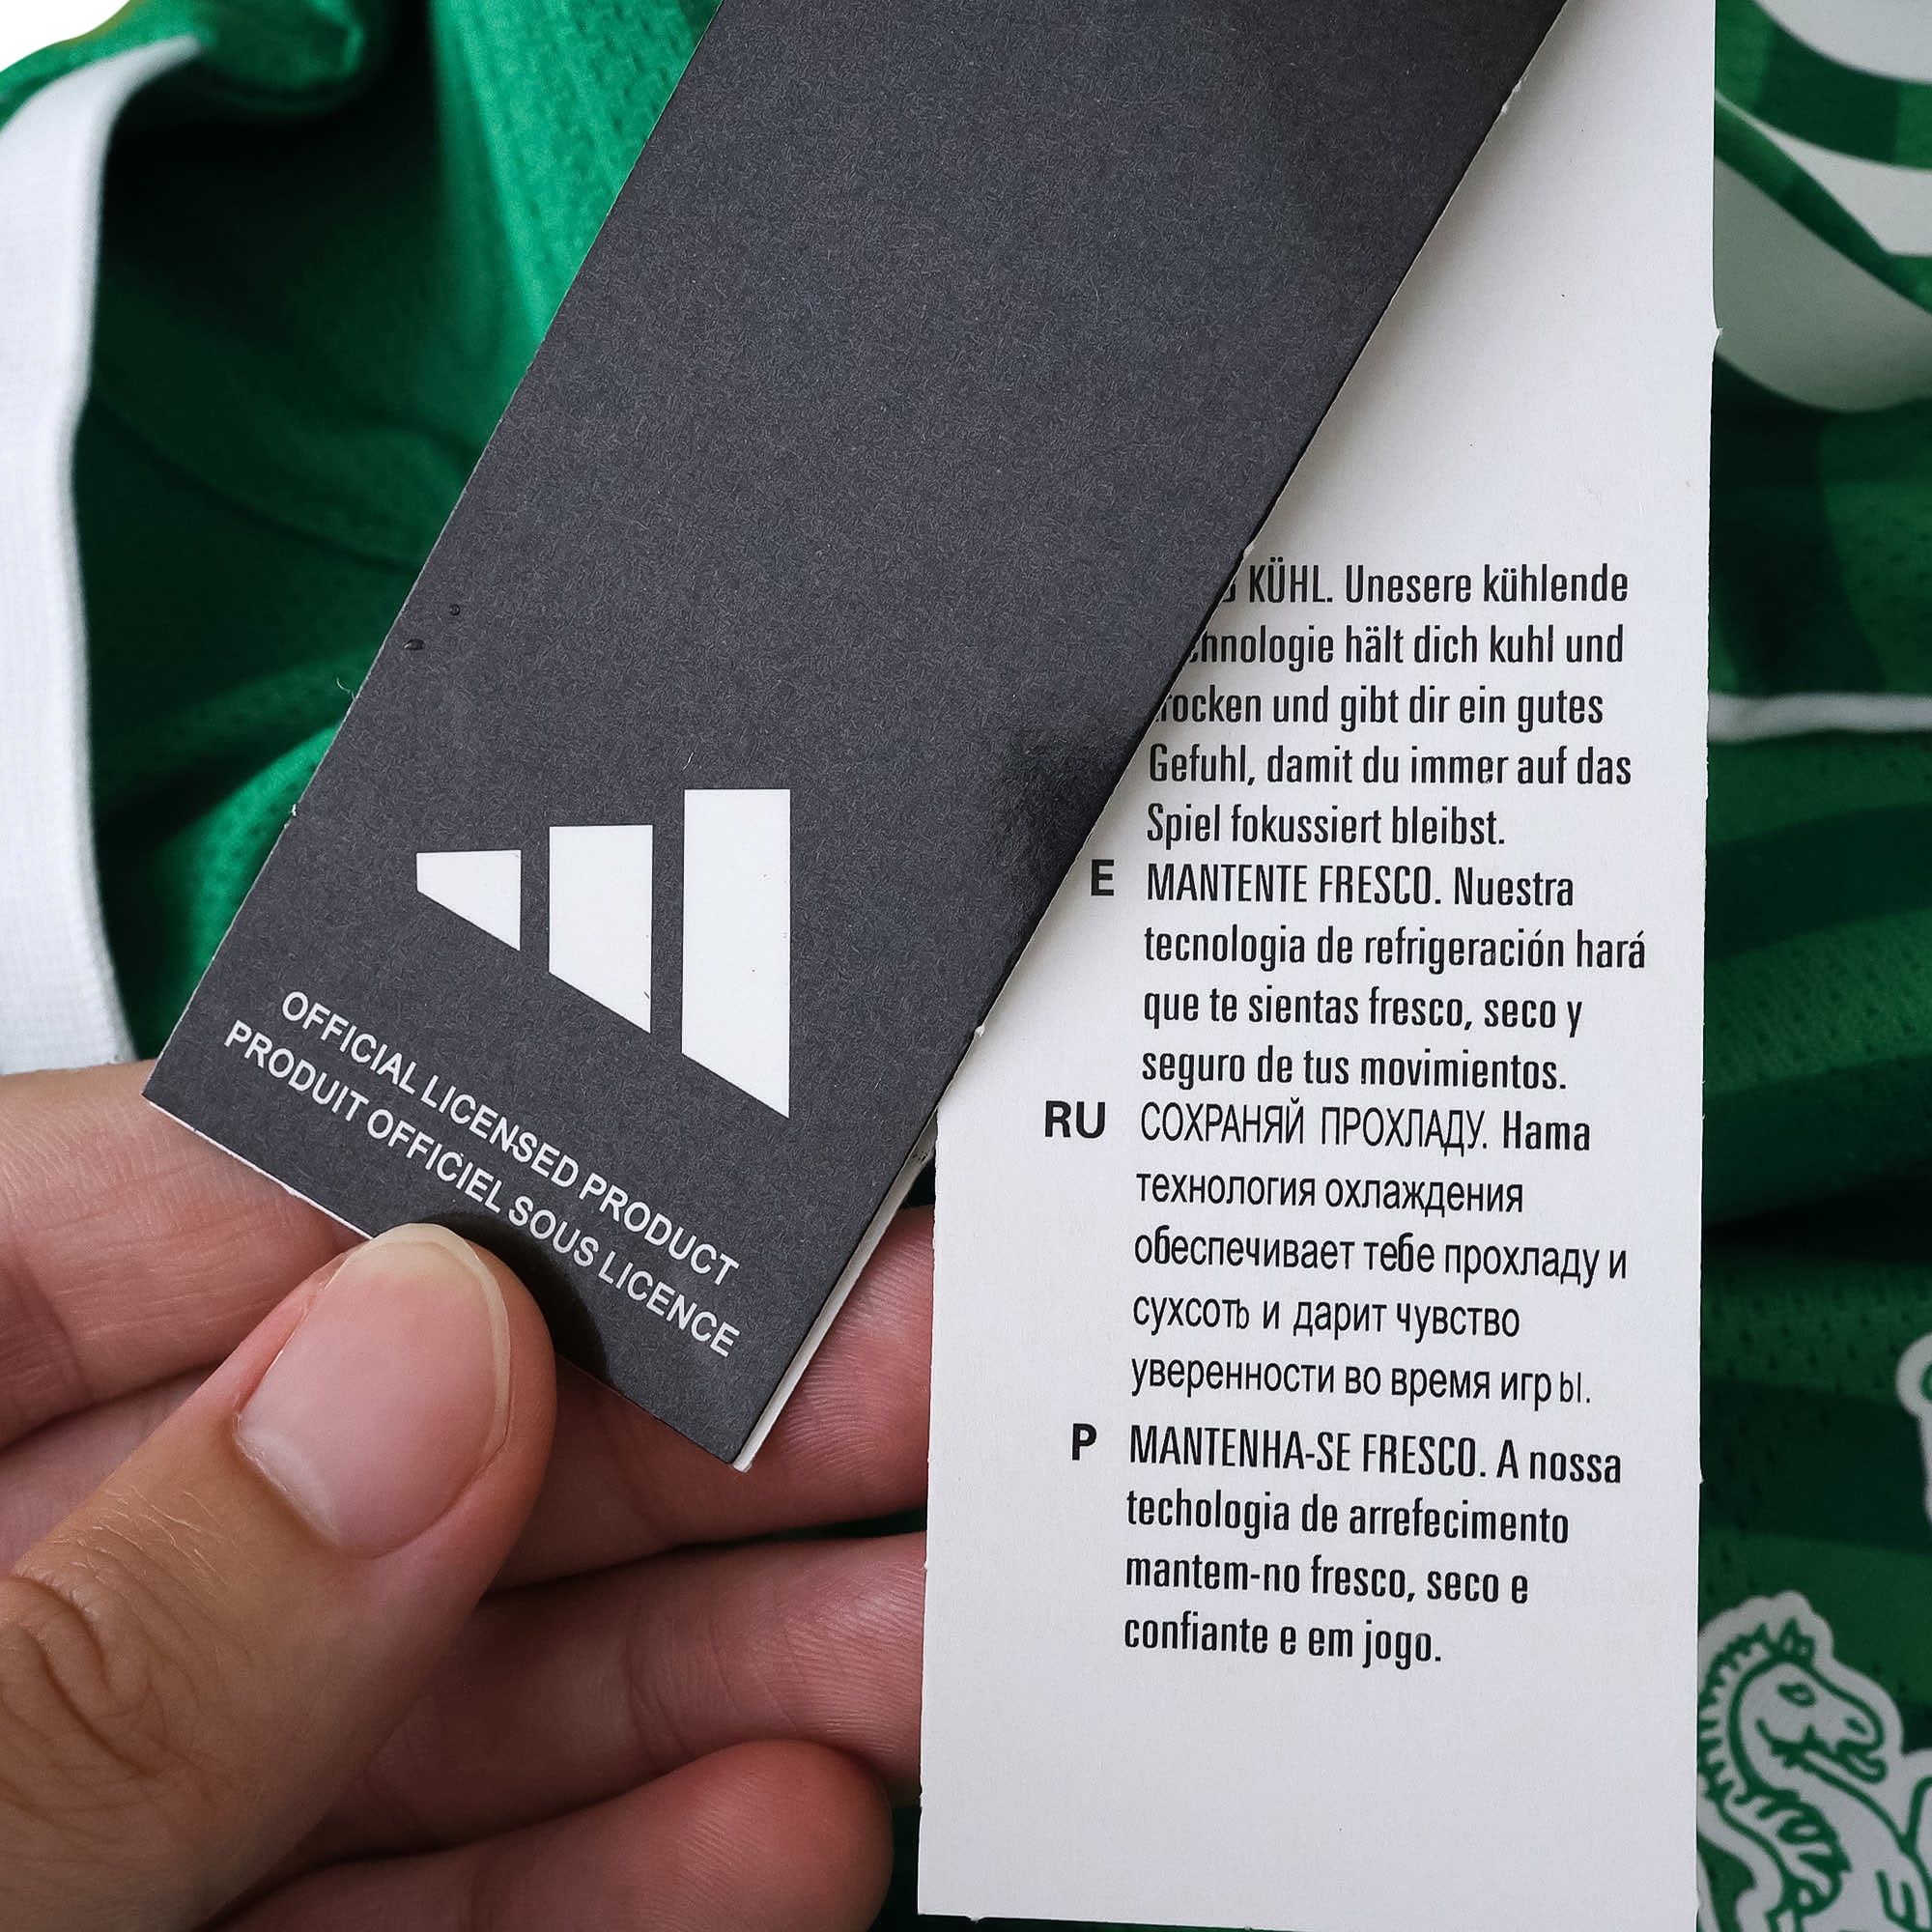 OFFICIAL LICENSED PRODUCT
PRODUIT OFFICIEL SOUS LICENCE
KÜHL. Unesere kühlende
hält dich kuhl und
und gibt dir ein gutes
Gefuhl, damit du immer auf das
Spiel fokussiert bleibst.
E MANTENTE FRESCO. Nuestra
tecnologia de refrigeración hará
que te sientas fresco, seco y
seguro de tus movimientos.
RU СОХРАНЯЙ ПРОХЛАДУ. Hama
технология охлаждения
обеспечивает тебе прохладу и
сухсоть и дарит чувство
уверенности во время игр ы.
P MANTENHA-SE FRESCO. A nossa
techologia de arrefecimento
mantem-no fresco, seco e
confiante e em jogo.